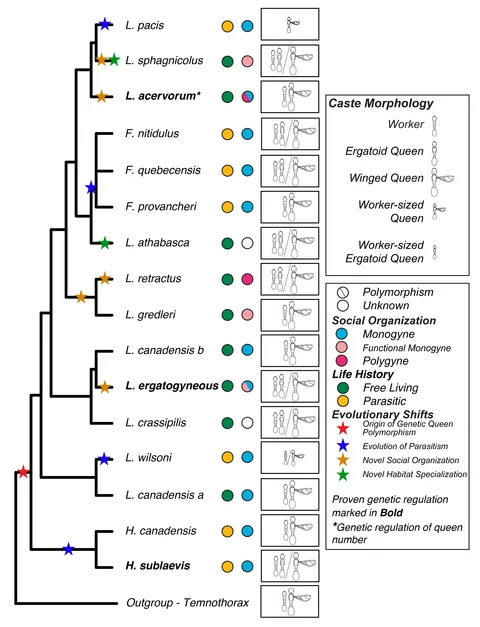 L. pacis
L. sphagnicolus
L. acervorum*
F. nitidulus
F. quebecensis
F. provancheri
L. athabasca
L. retractus
L. gredleri
L. canadensis b
L. ergatogyneous
L. crassipilis
L. wilsoni
L. canadensis a
H. canadensis
H. sublaevis
Outgroup - Temnothorax
Caste Morphology
Worker
Ergatoid Queen
Winged Queen
Worker-sized
Queen
Worker-sized
Ergatoid Queen
Polymorphism
Unknown
Social Organization
Monogyne
Functional Monogyne
Polygyne
Life History
Free Living
Parasitic
Evolutionary Shifts
Origin of Genetic Queen
Polymorphism
Evolution of Parasitism
Novel Social Organization
Novel Habitat Specialization
Proven genetic regulation
marked in Bold
*Genetic regulation of queen
number